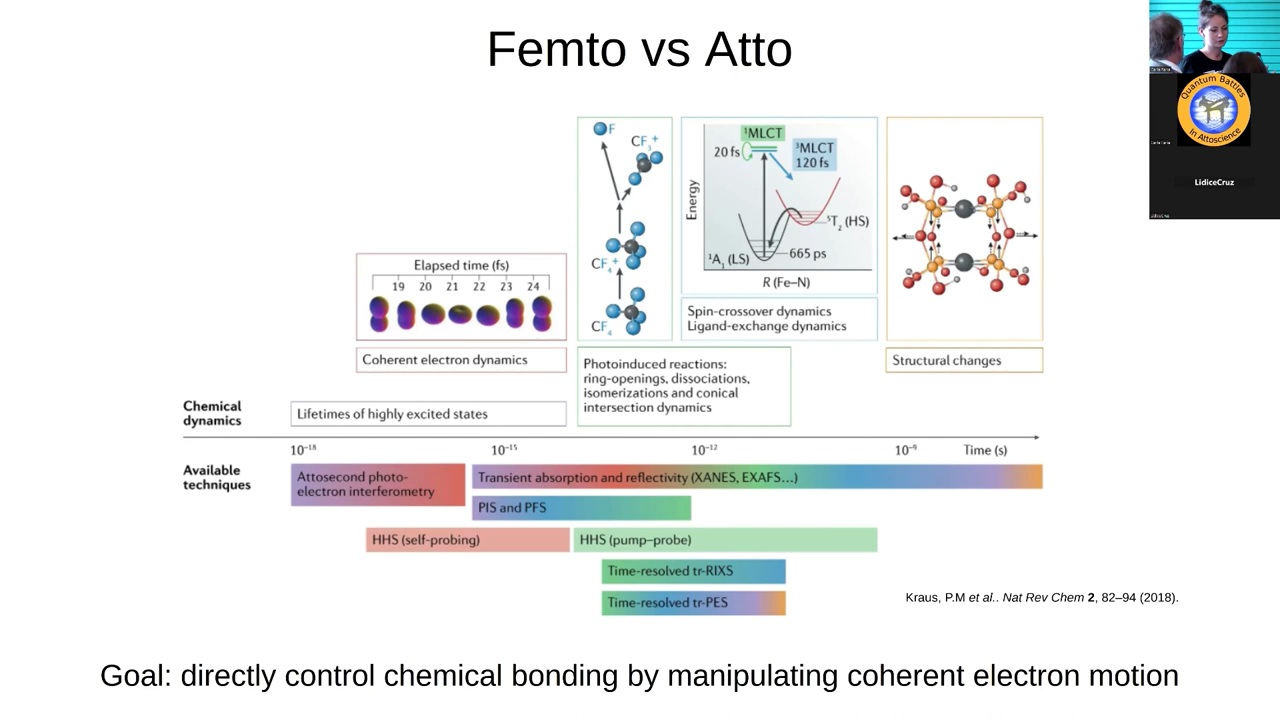 Femto vs Atto
Quantum Battles
In Attoscience
LidiceCruz
F
CF3+
CF4+
CF4
¹MLCT
20 fs
³MLCT
120 fs
Energy
⁵T₂ (HS)
¹A₁ (LS)
665 ps
R (Fe–N)
Elapsed time (fs)
19 20 21 22 23 24
Spin-crossover dynamics
Ligand-exchange dynamics
Coherent electron dynamics
Photoinduced reactions:
ring-openings, dissociations,
isomerizations and conical
intersection dynamics
Structural changes
Chemical
dynamics
Lifetimes of highly excited states
10⁻¹⁸ 10⁻¹⁵ 10⁻¹² 10⁻⁹ Time (s)
Available
techniques
Attosecond photo-
electron interferometry
Transient absorption and reflectivity (XANES, EXAFS...)
PIS and PFS
HHS (self-probing)
HHS (pump–probe)
Time-resolved tr-RIXS
Time-resolved tr-PES
Kraus, P.M et al.. Nat Rev Chem 2, 82–94 (2018).
Goal: directly control chemical bonding by manipulating coherent electron motion